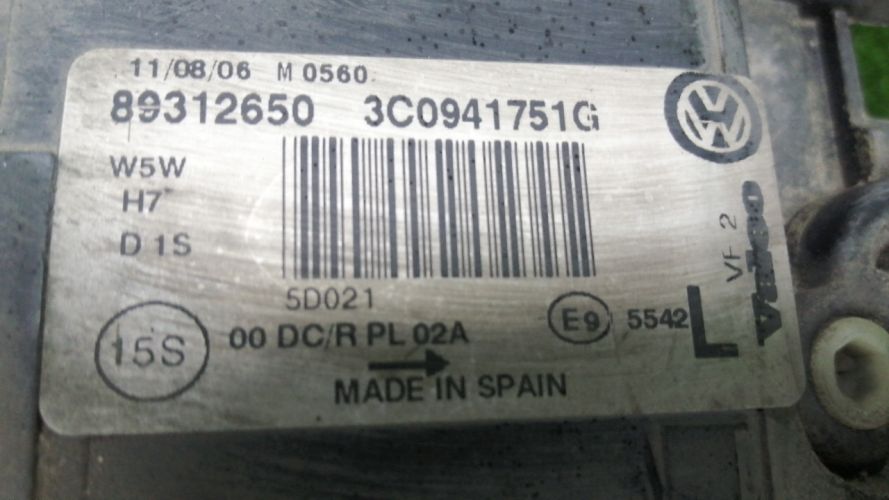 11/08/06 M 0560
89312650 3C0941751G
W5W
H7
D1S
5D021
15S
00 DC/R PL 02A
E9 5542
L
VF 2
Valeo
MADE IN SPAIN